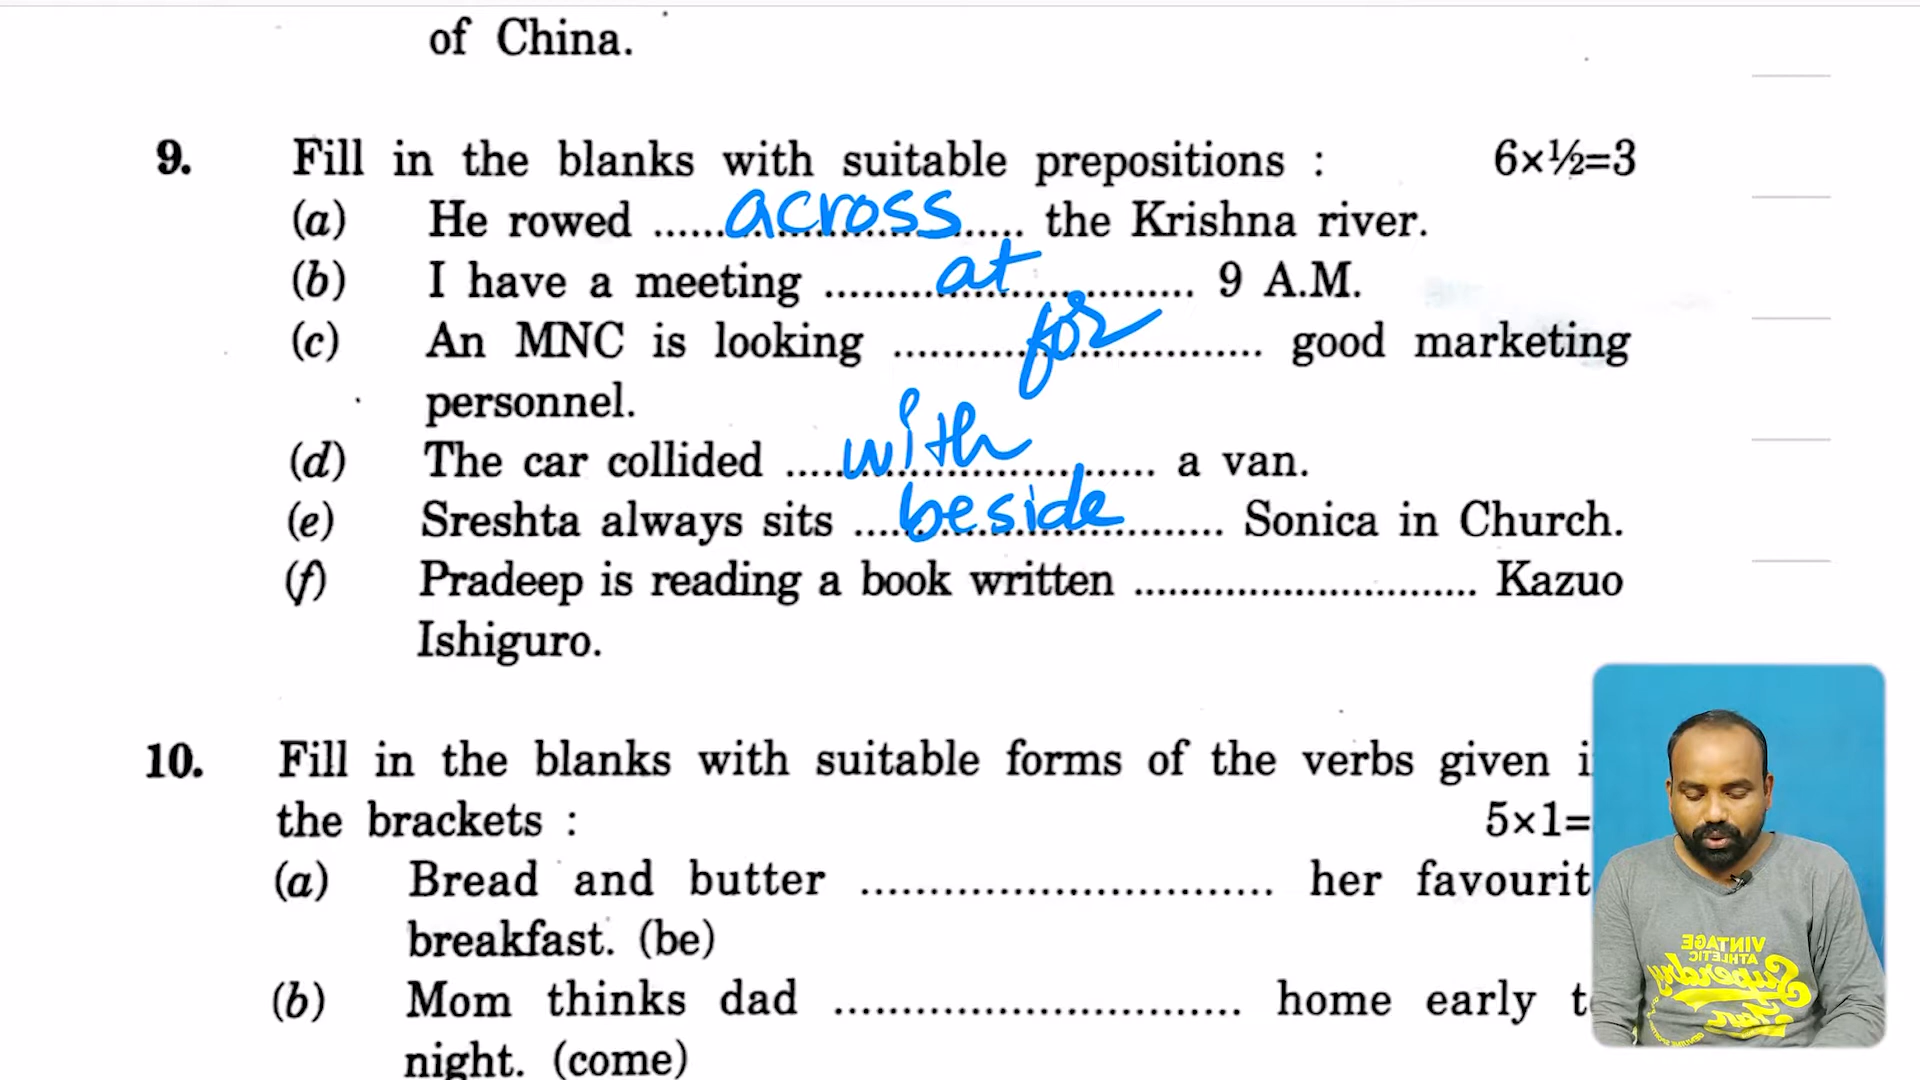 of China.
9. Fill in the blanks with suitable prepositions : 6×½=3
(a) He rowed ......across...... the Krishna river.
(b) I have a meeting ......at...... 9 A.M.
(c) An MNC is looking ......for...... good marketing
personnel.
(d) The car collided ......with...... a van.
(e) Sreshta always sits ......beside...... Sonica in Church.
(f) Pradeep is reading a book written .............................. Kazuo
Ishiguro.
10. Fill in the blanks with suitable forms of the verbs given i
the brackets : 5×1=
(a) Bread and butter .............................. her favourit
breakfast. (be)
(b) Mom thinks dad .............................. home early t
night. (come)
VINTAGE
ATHLETIC
Superdry